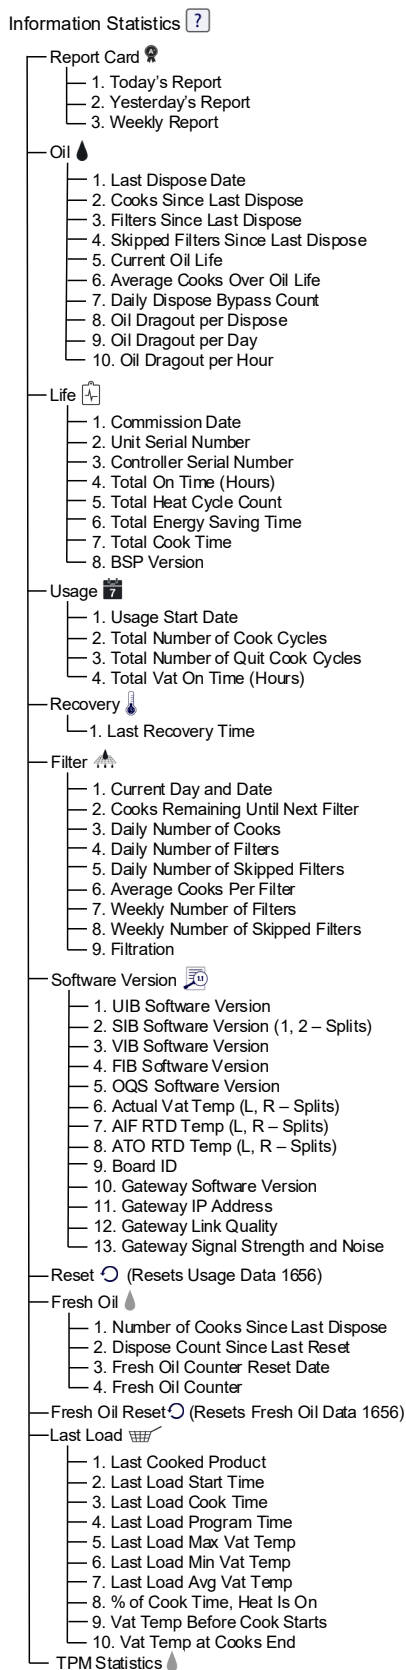 Information Statistics ?
Report Card
1. Today’s Report
2. Yesterday’s Report
3. Weekly Report
Oil
1. Last Dispose Date
2. Cooks Since Last Dispose
3. Filters Since Last Dispose
4. Skipped Filters Since Last Dispose
5. Current Oil Life
6. Average Cooks Over Oil Life
7. Daily Dispose Bypass Count
8. Oil Dragout per Dispose
9. Oil Dragout per Day
10. Oil Dragout per Hour
Life
1. Commission Date
2. Unit Serial Number
3. Controller Serial Number
4. Total On Time (Hours)
5. Total Heat Cycle Count
6. Total Energy Saving Time
7. Total Cook Time
8. BSP Version
Usage 7
1. Usage Start Date
2. Total Number of Cook Cycles
3. Total Number of Quit Cook Cycles
4. Total Vat On Time (Hours)
Recovery
1. Last Recovery Time
Filter
1. Current Day and Date
2. Cooks Remaining Until Next Filter
3. Daily Number of Cooks
4. Daily Number of Filters
5. Daily Number of Skipped Filters
6. Average Cooks Per Filter
7. Weekly Number of Filters
8. Weekly Number of Skipped Filters
9. Filtration
Software Version 1.1
1. UIB Software Version
2. SIB Software Version (1, 2 – Splits)
3. VIB Software Version
4. FIB Software Version
5. OQS Software Version
6. Actual Vat Temp (L, R – Splits)
7. AIF RTD Temp (L, R – Splits)
8. ATO RTD Temp (L, R – Splits)
9. Board ID
10. Gateway Software Version
11. Gateway IP Address
12. Gateway Link Quality
13. Gateway Signal Strength and Noise
Reset (Resets Usage Data 1656)
Fresh Oil
1. Number of Cooks Since Last Dispose
2. Dispose Count Since Last Reset
3. Fresh Oil Counter Reset Date
4. Fresh Oil Counter
Fresh Oil Reset (Resets Fresh Oil Data 1656)
Last Load
1. Last Cooked Product
2. Last Load Start Time
3. Last Load Cook Time
4. Last Load Program Time
5. Last Load Max Vat Temp
6. Last Load Min Vat Temp
7. Last Load Avg Vat Temp
8. % of Cook Time, Heat Is On
9. Vat Temp Before Cook Starts
10. Vat Temp at Cooks End
TPM Statistics